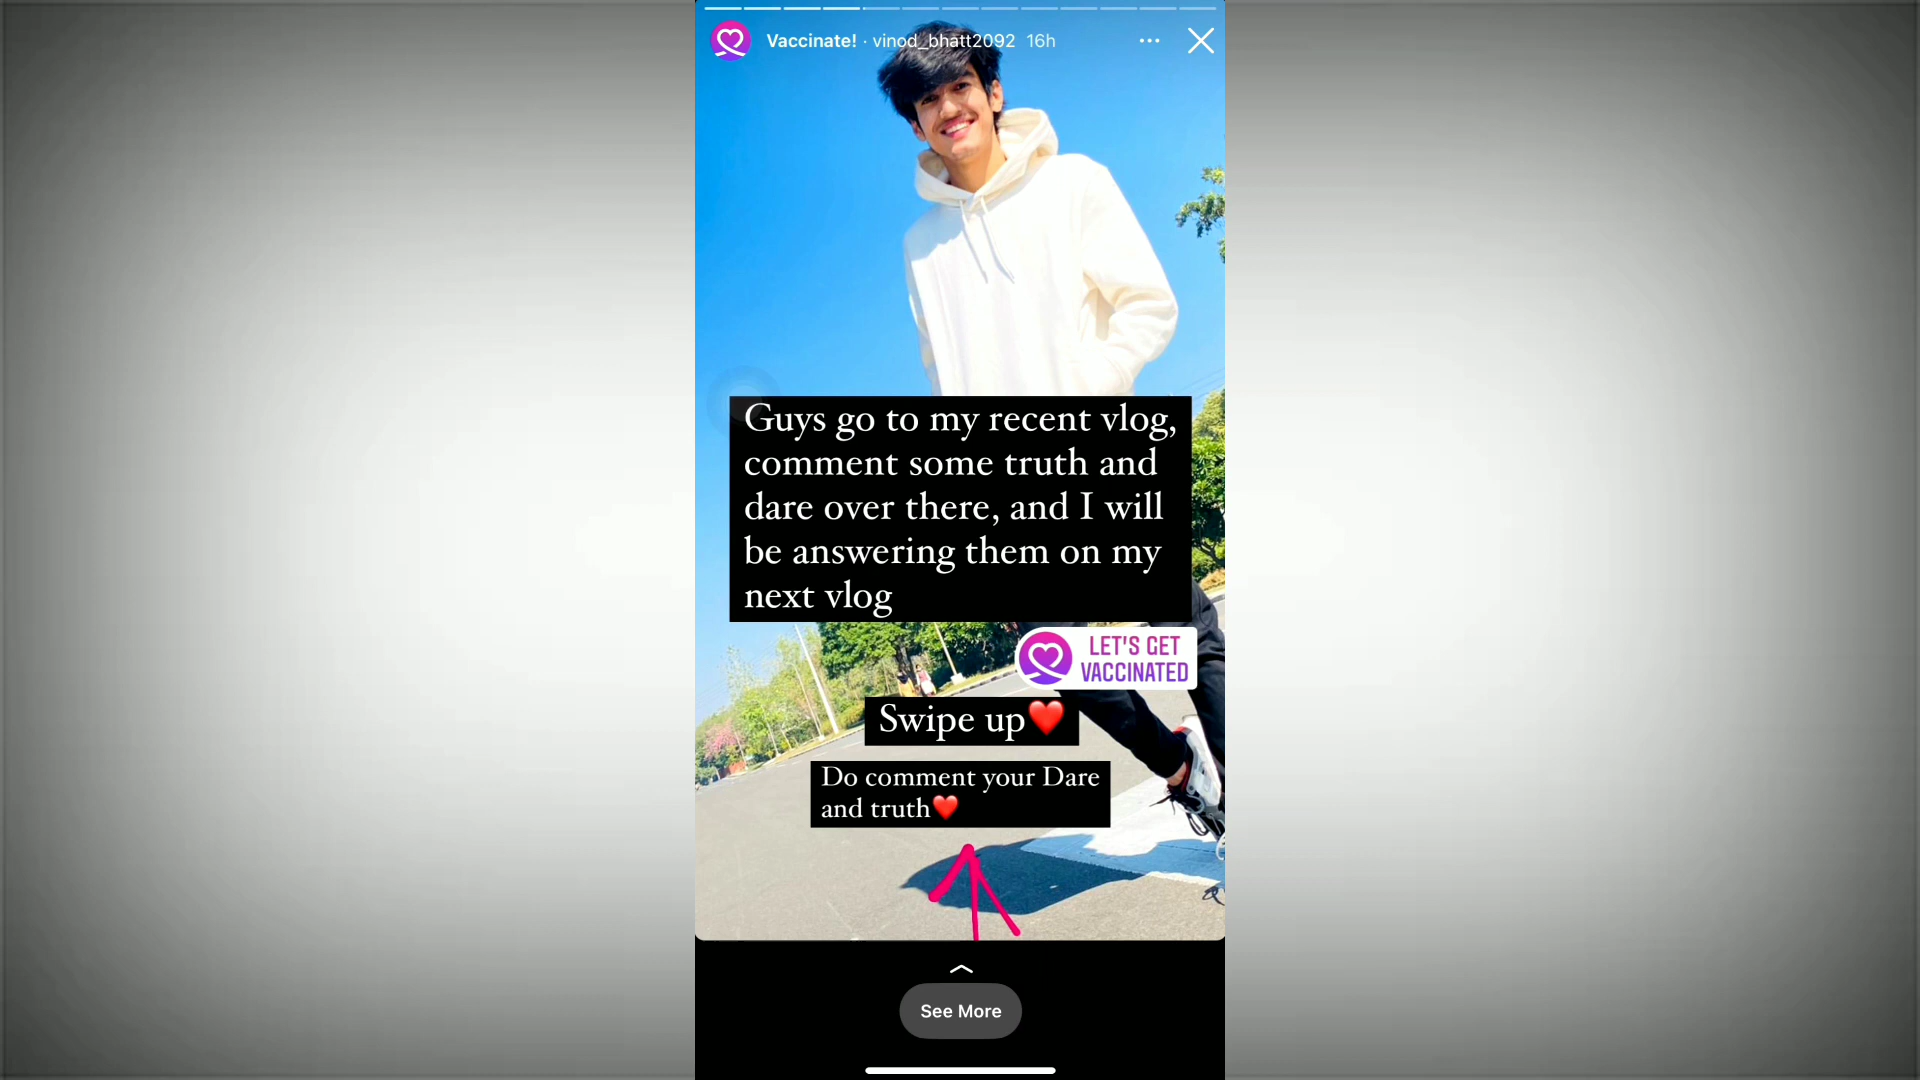 Vaccinate! · vinod_bhatt2092 16h
Guys go to my recent vlog,
comment some truth and
dare over there, and I will
be answering them on my
next vlog
LET'S GET
VACCINATED
Swipe up❤️
Do comment your Dare
and truth❤️
See More